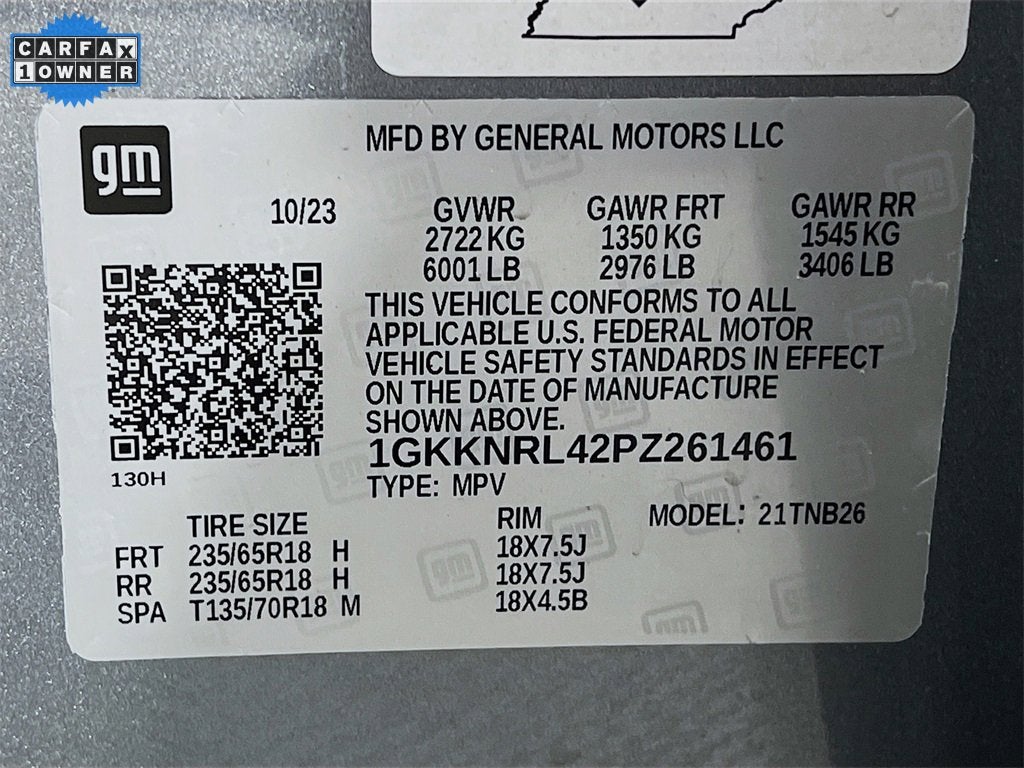 CARFAX
1 OWNER
gm
MFD BY GENERAL MOTORS LLC
10/23 GVWR GAWR FRT GAWR RR
2722 KG 1350 KG 1545 KG
6001 LB 2976 LB 3406 LB
THIS VEHICLE CONFORMS TO ALL
APPLICABLE U.S. FEDERAL MOTOR
VEHICLE SAFETY STANDARDS IN EFFECT
ON THE DATE OF MANUFACTURE
SHOWN ABOVE.
1GKKNRL42PZ261461
130H
TYPE: MPV
TIRE SIZE RIM MODEL: 21TNB26
FRT 235/65R18 H 18X7.5J
RR 235/65R18 H 18X7.5J
SPA T135/70R18 M 18X4.5B